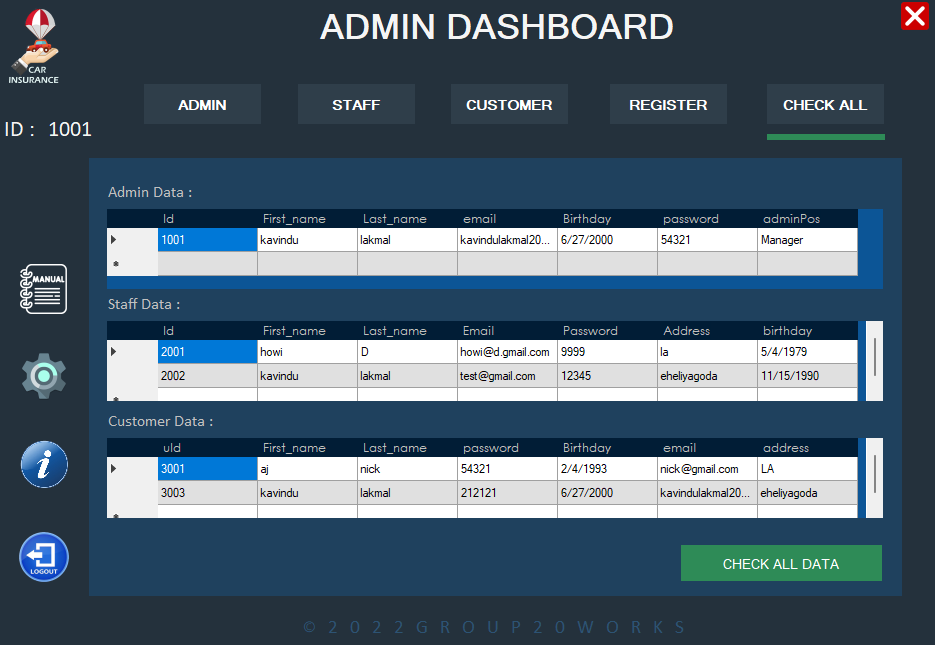 ADMIN DASHBOARD
CAR
INSURANCE
ADMIN STAFF CUSTOMER REGISTER CHECK ALL
ID : 1001
Admin Data :
Id First_name Last_name email Birthday password adminPos
1001 kavindu lakmal kavindulakmal20... 6/27/2000 54321 Manager
Staff Data :
Id First_name Last_name Email Password Address birthday
2001 howi D howi@d.gmail.com 9999 la 5/4/1979
2002 kavindu lakmal test@gmail.com 12345 eheliyagoda 11/15/1990
Customer Data :
uId First_name Last_name password Birthday email address
3001 aj nick 54321 2/4/1993 nick@gmail.com LA
3003 kavindu lakmal 212121 6/27/2000 kavindulakmal20... eheliyagoda
MANUAL
i
LOGOUT
CHECK ALL DATA
© 2 0 2 2 G R O U P 2 0 W O R K S